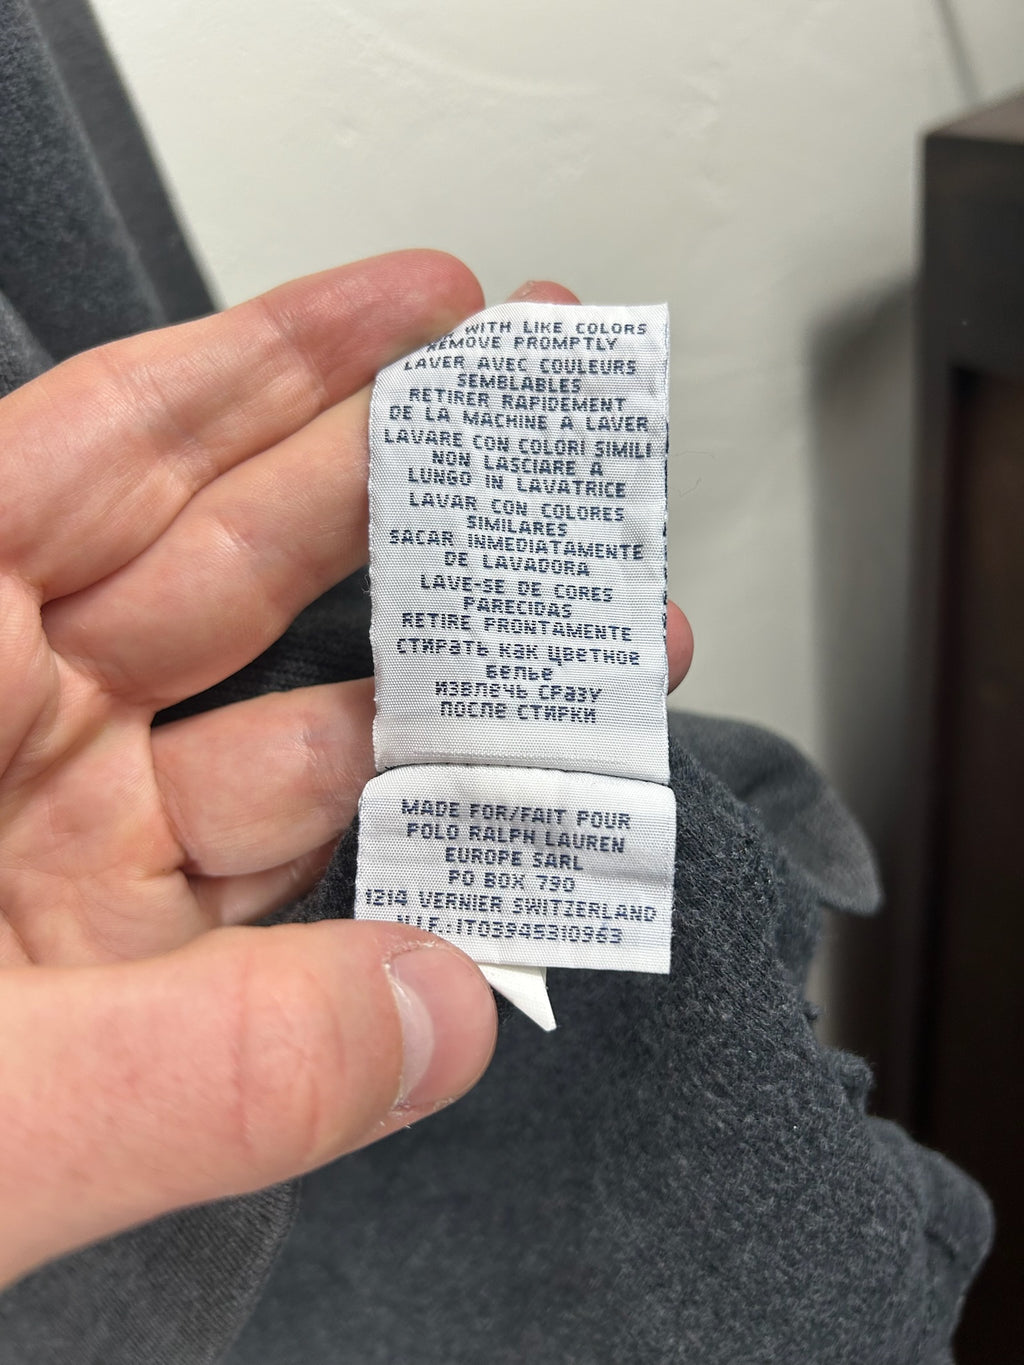 WITH LIKE COLORS
REMOVE PROMPTLY
LAVER AVEC COULEURS
SEMBLABLES
RETIRER RAPIDEMENT
DE LA MACHINE A LAVER
LAVARE CON COLORI SIMILI
NON LASCIARE A
LUNGO IN LAVATRICE
LAVAR CON COLORES
SIMILARES
SACAR INMEDIATAMENTE
DE LAVADORA
LAVE-SE DE CORES
PARECIDAS
RETIRE PRONTAMENTE
СТИРАТЬ КАК ЦВЕТНОЕ
БЕЛЬЕ
ИЗВЛЕЧЬ СРАЗУ
ПОСЛЕ СТИРКИ
MADE FOR/FAIT POUR
POLO RALPH LAUREN
EUROPE SARL
PO BOX 790
1214 VERNIER SWITZERLAND
V.I.F.: IT03945310963